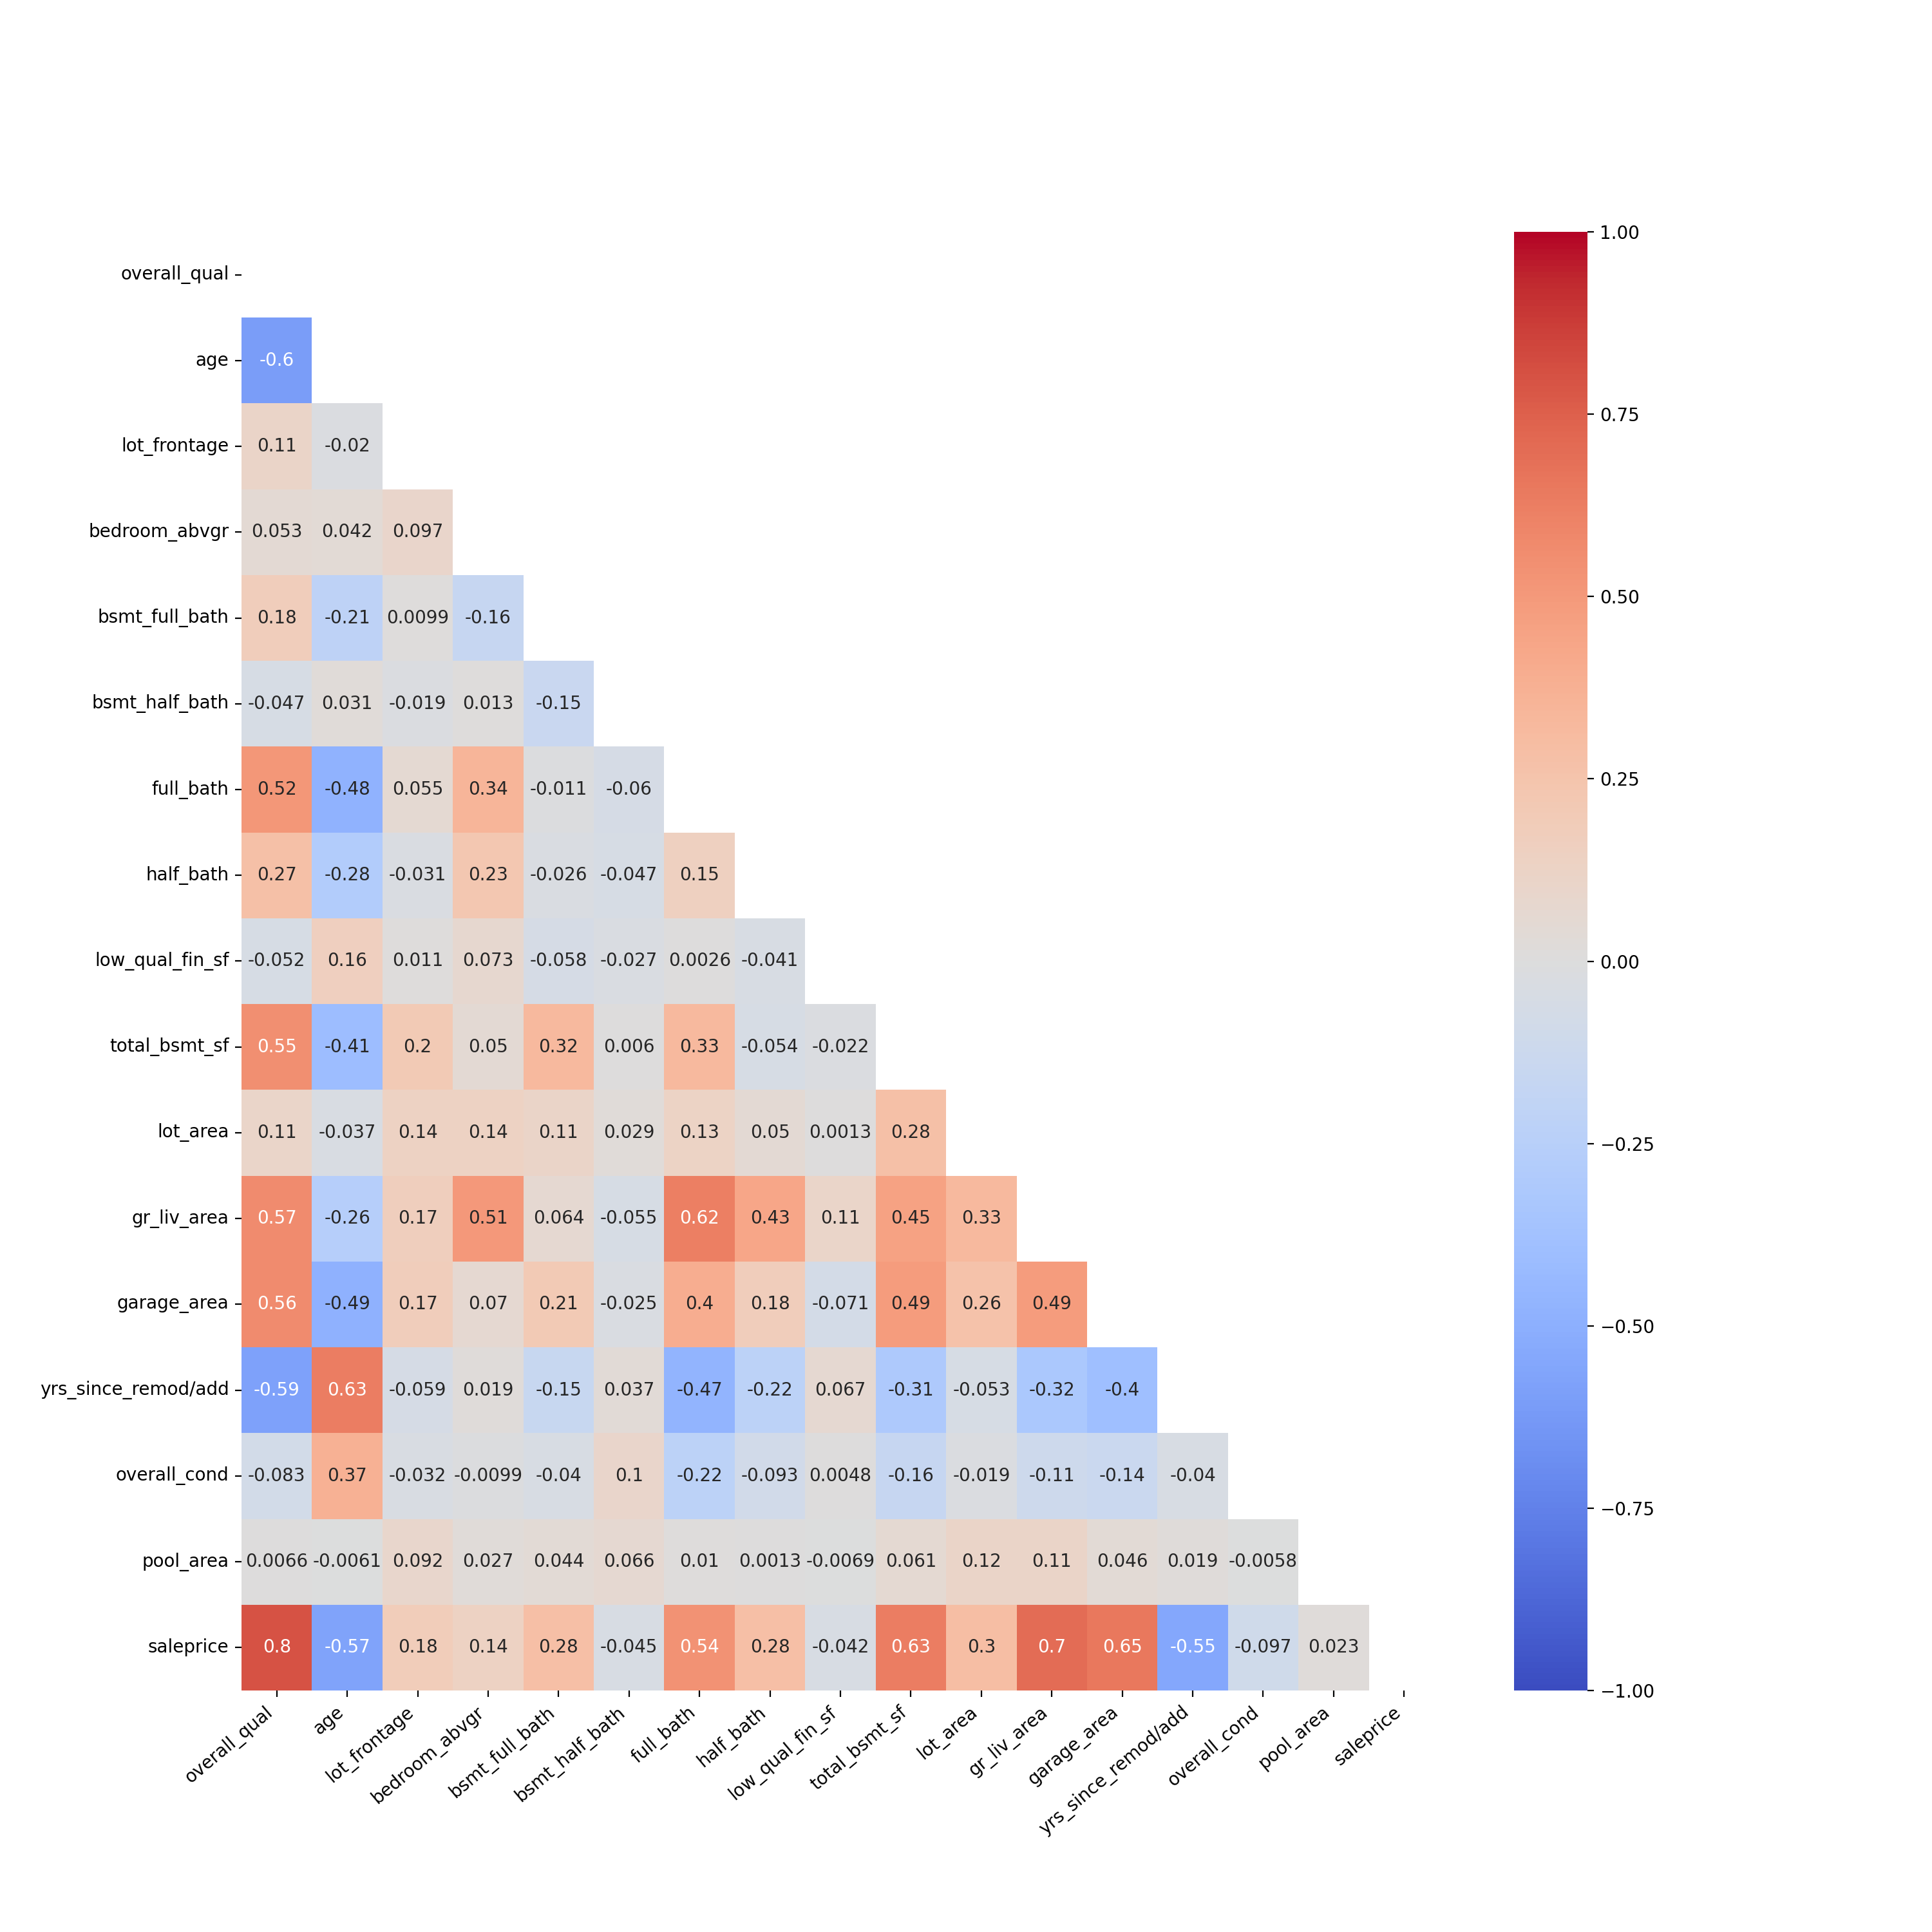 overall_qual
age -0.6
lot_frontage 0.11 -0.02
bedroom_abvgr 0.053 0.042 0.097
bsmt_full_bath 0.18 -0.21 0.0099 -0.16
bsmt_half_bath -0.047 0.031 -0.019 0.013 -0.15
full_bath 0.52 -0.48 0.055 0.34 -0.011 -0.06
half_bath 0.27 -0.28 -0.031 0.23 -0.026 -0.047 0.15
low_qual_fin_sf -0.052 0.16 0.011 0.073 -0.058 -0.027 0.0026 -0.041
total_bsmt_sf 0.55 -0.41 0.2 0.05 0.32 0.006 0.33 -0.054 -0.022
lot_area 0.11 -0.037 0.14 0.14 0.11 0.029 0.13 0.05 0.0013 0.28
gr_liv_area 0.57 -0.26 0.17 0.51 0.064 -0.055 0.62 0.43 0.11 0.45 0.33
garage_area 0.56 -0.49 0.17 0.07 0.21 -0.025 0.4 0.18 -0.071 0.49 0.26 0.49
yrs_since_remod/add -0.59 0.63 -0.059 0.019 -0.15 0.037 -0.47 -0.22 0.067 -0.31 -0.053 -0.32 -0.4
overall_cond -0.083 0.37 -0.032 -0.0099 -0.04 0.1 -0.22 -0.093 0.0048 -0.16 -0.019 -0.11 -0.14 -0.04
pool_area 0.0066 -0.0061 0.092 0.027 0.044 0.066 0.01 0.0013 -0.0069 0.061 0.12 0.11 0.046 0.019 -0.0058
saleprice 0.8 -0.57 0.18 0.14 0.28 -0.045 0.54 0.28 -0.042 0.63 0.3 0.7 0.65 -0.55 -0.097 0.023
overall_qual
age
lot_frontage
bedroom_abvgr
bsmt_full_bath
bsmt_half_bath
full_bath
half_bath
low_qual_fin_sf
total_bsmt_sf
lot_area
gr_liv_area
garage_area
yrs_since_remod/add
overall_cond
pool_area
saleprice
1.00
0.75
0.50
0.25
0.00
−0.25
−0.50
−0.75
−1.00